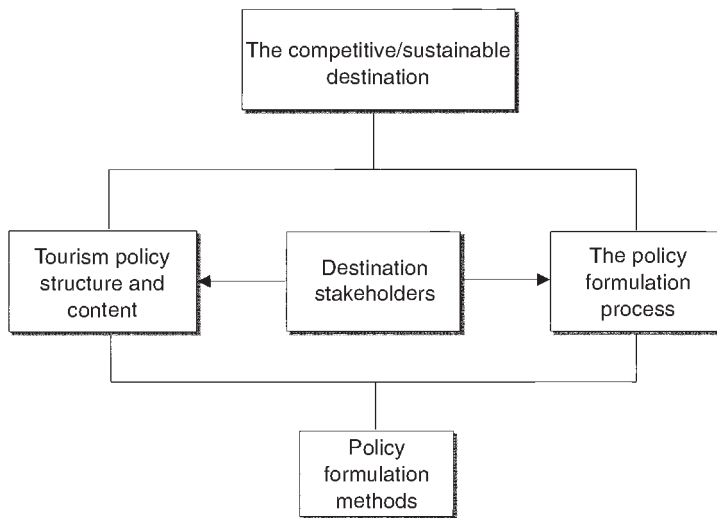 The competitive/sustainable
destination
Tourism policy
structure and
content
Destination
stakeholders
The policy
formulation
process
Policy
formulation
methods